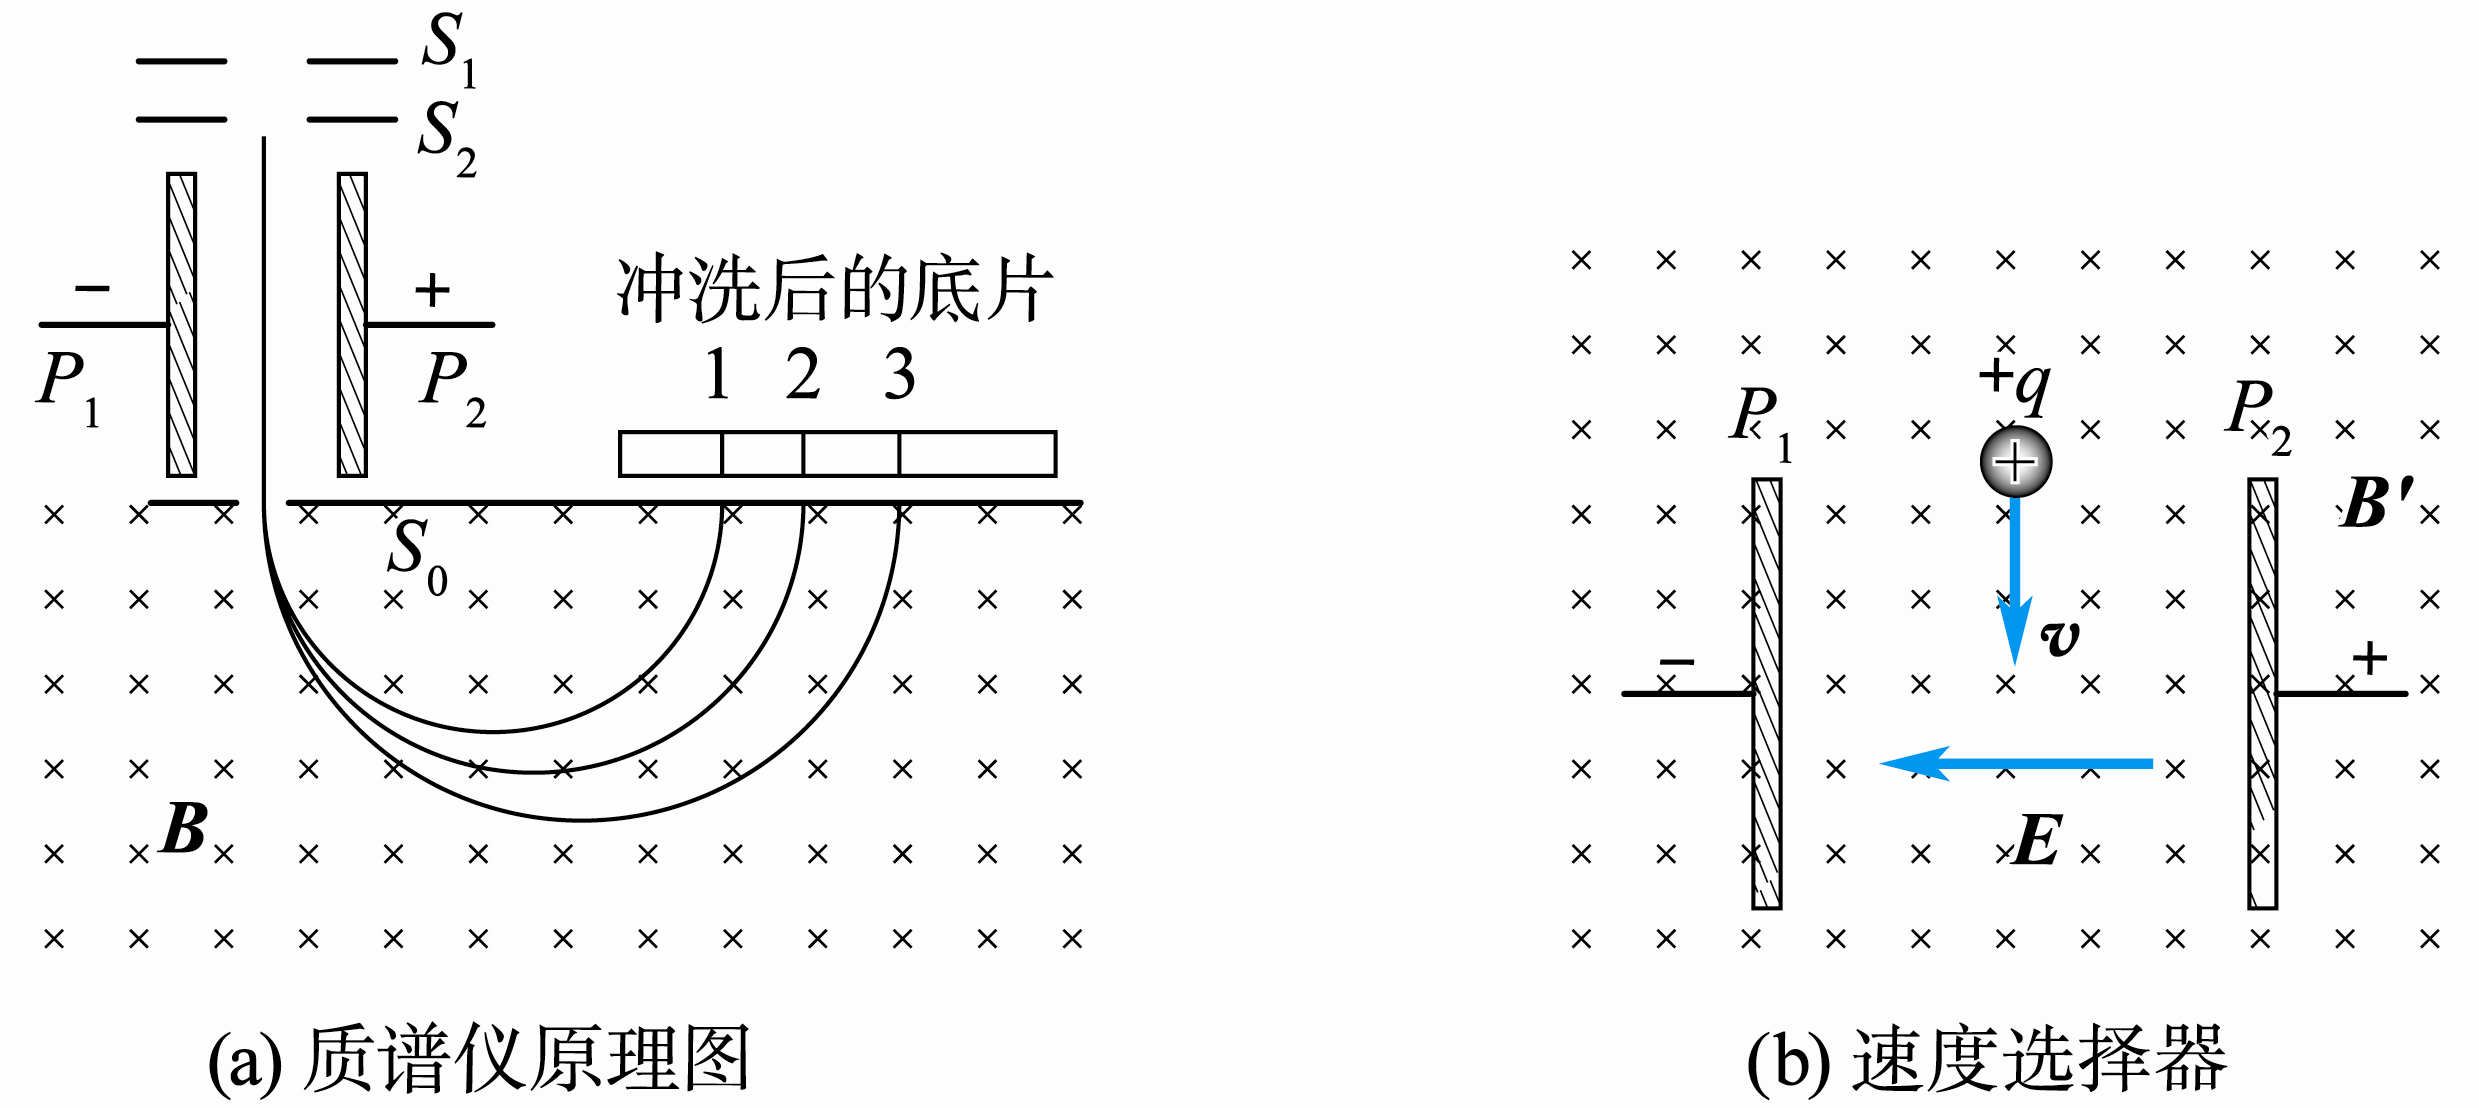 S₁
S₂
− +
P₁ P₂
冲洗后的底片
1 2 3
S₀
B
(a) 质谱仪原理图
+q
P₁ P₂
+
B′
v
− +
E
(b) 速度选择器